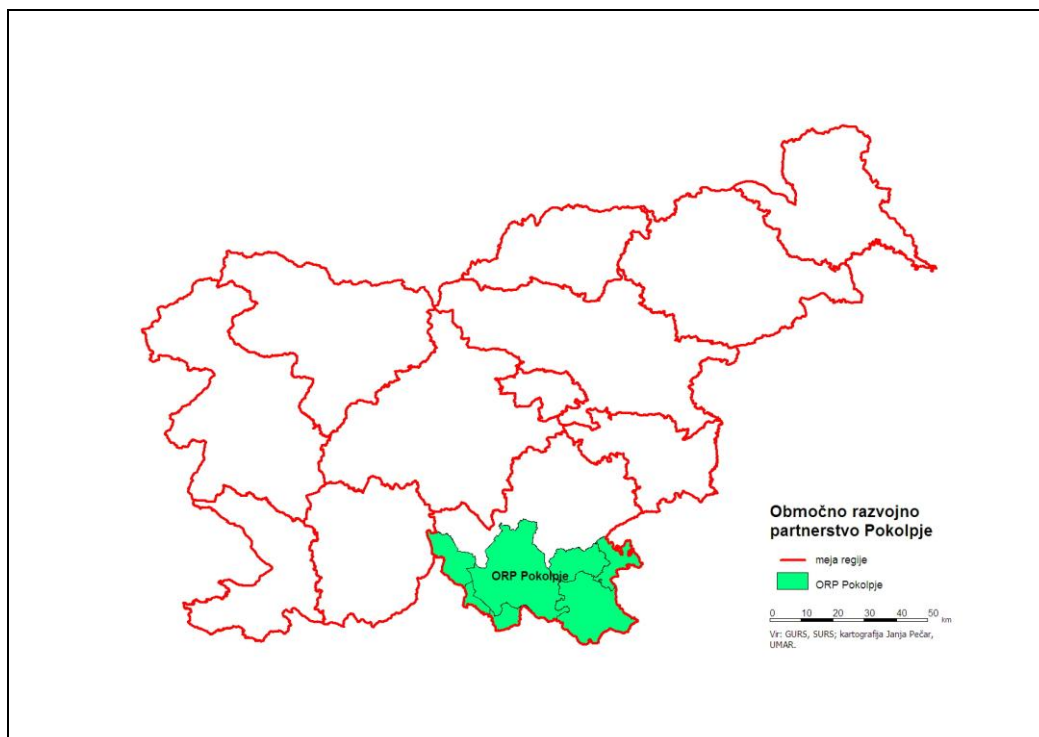 ORP Pokolpje
Območno razvojno
partnerstvo Pokolpje
meja regije
ORP Pokolpje
0 10 20 30 40 50
km
Vir: GURS, SURS; kartografija Janja Pečar,
UMAR.